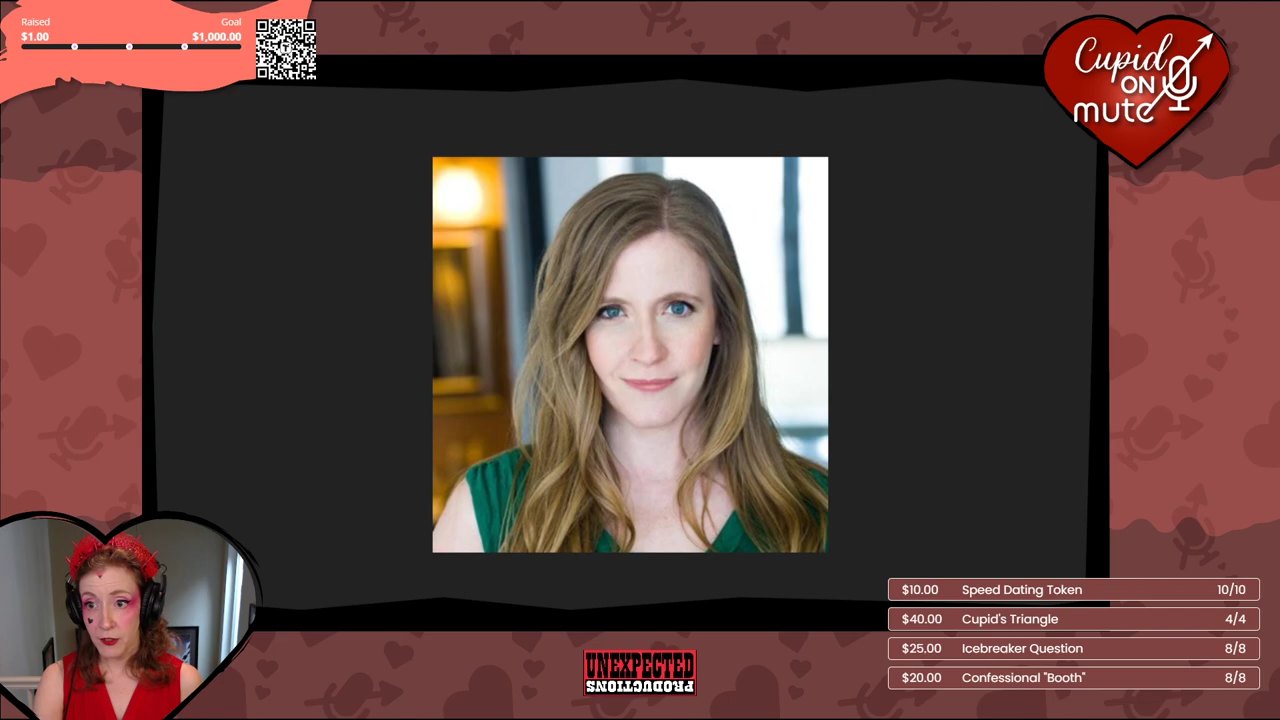 Raised Goal
$1.00 $1,000.00
Cupid
ON
mute
$10.00 Speed Dating Token 10/10
$40.00 Cupid's Triangle 4/4
$25.00 Icebreaker Question 8/8
$20.00 Confessional "Booth" 8/8
UNEXPECTED
PRODUCTIONS